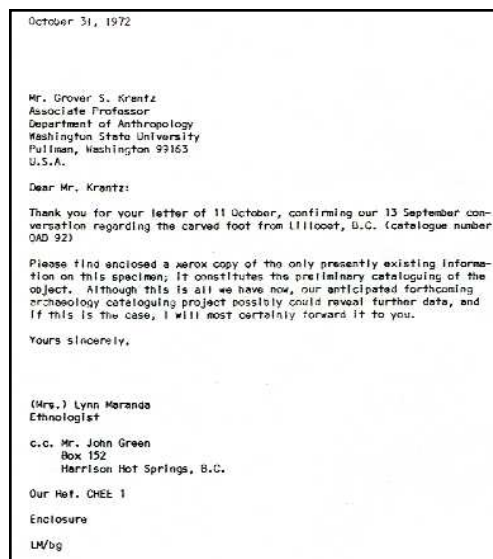 October 31, 1972
Mr. Grover S. Krantz
Associate Professor
Department of Anthropology
Washington State University
Pullman, Washington 99163
U.S.A.
Dear Mr. Krantz:
Thank you for your letter of 11 October, confirming our 13 September con-
versation regarding the carved foot from Lillooet, B.C. (catalogue number
QAD 92)
Please find enclosed a xerox copy of the only presently existing informa-
tion on this specimen; it constitutes the preliminary cataloguing of the
object. Although this is all we have now, our anticipated forthcoming
archaeology cataloguing project possibly could reveal further data, and
if this is the case, I will most certainly forward it to you.
Yours sincerely,
(Mrs.) Lynn Maranda
Ethnologist
c.c. Mr. John Green
Box 152
Harrison Hot Springs, B.C.
Our Ref. CHEE 1
Enclosure
LM/bg